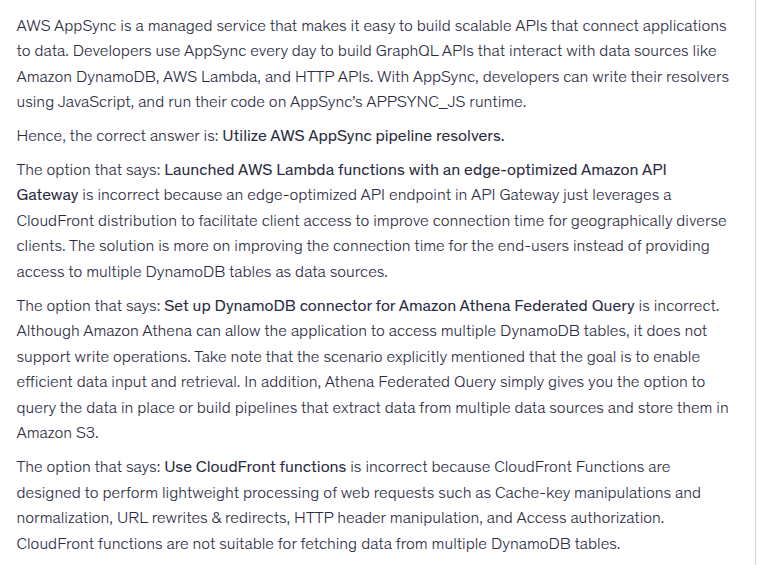 AWS AppSync is a managed service that makes it easy to build scalable APIs that connect applications
to data. Developers use AppSync every day to build GraphQL APIs that interact with data sources like
Amazon DynamoDB, AWS Lambda, and HTTP APIs. With AppSync, developers can write their resolvers
using JavaScript, and run their code on AppSync's APPSYNC_JS runtime.
Hence, the correct answer is: Utilize AWS AppSync pipeline resolvers.
The option that says: Launched AWS Lambda functions with an edge-optimized Amazon API
Gateway is incorrect because an edge-optimized API endpoint in API Gateway just leverages a
CloudFront distribution to facilitate client access to improve connection time for geographically diverse
clients. The solution is more on improving the connection time for the end-users instead of providing
access to multiple DynamoDB tables as data sources.
The option that says: Set up DynamoDB connector for Amazon Athena Federated Query is incorrect.
Although Amazon Athena can allow the application to access multiple DynamoDB tables, it does not
support write operations. Take note that the scenario explicitly mentioned that the goal is to enable
efficient data input and retrieval. In addition, Athena Federated Query simply gives you the option to
query the data in place or build pipelines that extract data from multiple data sources and store them in
Amazon S3.
The option that says: Use CloudFront functions is incorrect because CloudFront Functions are
designed to perform lightweight processing of web requests such as Cache-key manipulations and
normalization, URL rewrites & redirects, HTTP header manipulation, and Access authorization.
CloudFront functions are not suitable for fetching data from multiple DynamoDB tables.